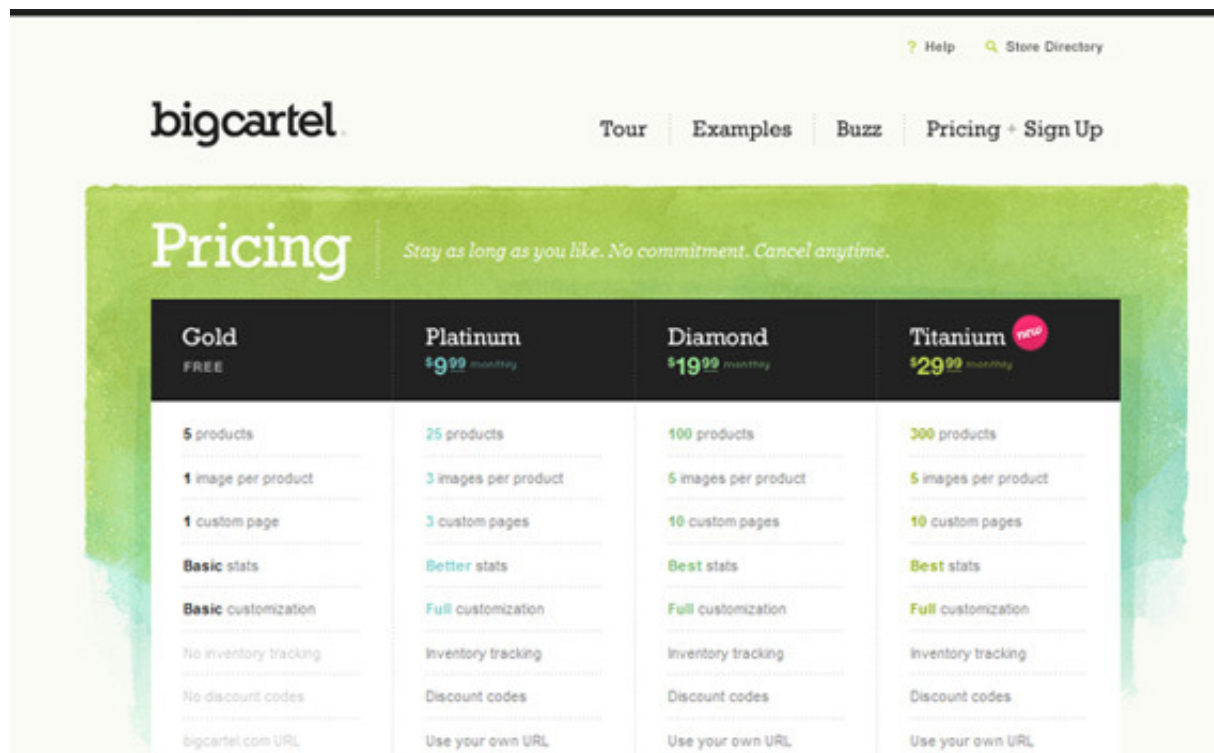 ? Help Store Directory
bigcartel.
Tour Examples Buzz Pricing + Sign Up
Pricing Stay as long as you like. No commitment. Cancel anytime.
Gold Platinum Diamond Titanium new
FREE $9.99 monthly $19.99 monthly $29.99 monthly
5 products 25 products 100 products 300 products
1 image per product 3 images per product 5 images per product 5 images per product
1 custom page 3 custom pages 10 custom pages 10 custom pages
Basic stats Better stats Best stats Best stats
Basic customization Full customization Full customization Full customization
No inventory tracking Inventory tracking Inventory tracking Inventory tracking
No discount codes Discount codes Discount codes Discount codes
bigcartel.com URL Use your own URL Use your own URL Use your own URL